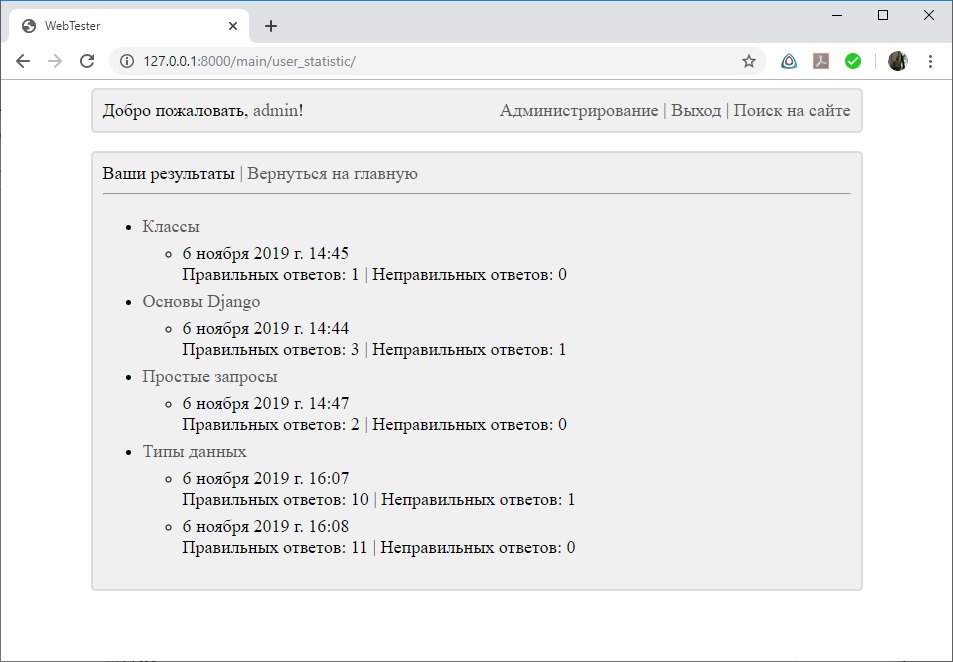 WebTester
127.0.0.1:8000/main/user_statistic/
Добро пожаловать, admin! Администрирование | Выход | Поиск на сайте
Ваши результаты | Вернуться на главную
Классы
6 ноября 2019 г. 14:45
Правильных ответов: 1 | Неправильных ответов: 0
Основы Django
6 ноября 2019 г. 14:44
Правильных ответов: 3 | Неправильных ответов: 1
Простые запросы
6 ноября 2019 г. 14:47
Правильных ответов: 2 | Неправильных ответов: 0
Типы данных
6 ноября 2019 г. 16:07
Правильных ответов: 10 | Неправильных ответов: 1
6 ноября 2019 г. 16:08
Правильных ответов: 11 | Неправильных ответов: 0